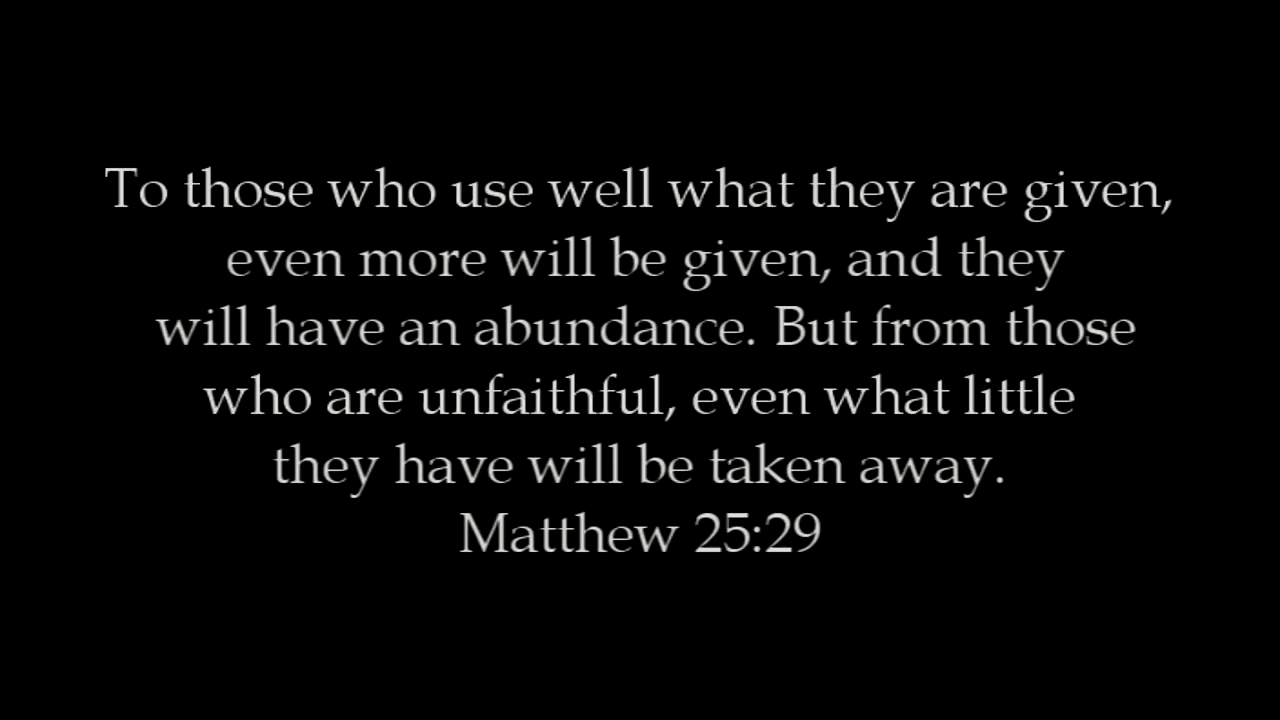 To those who use well what they are given,
even more will be given, and they
will have an abundance. But from those
who are unfaithful, even what little
they have will be taken away.
Matthew 25:29